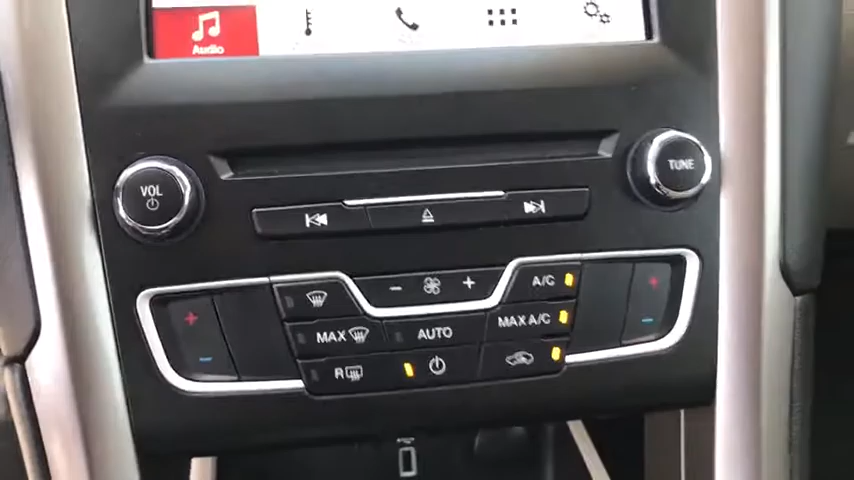 Audio
VOL
TUNE
- +
A/C
MAX
AUTO
MAX A/C
R
+ +
- -